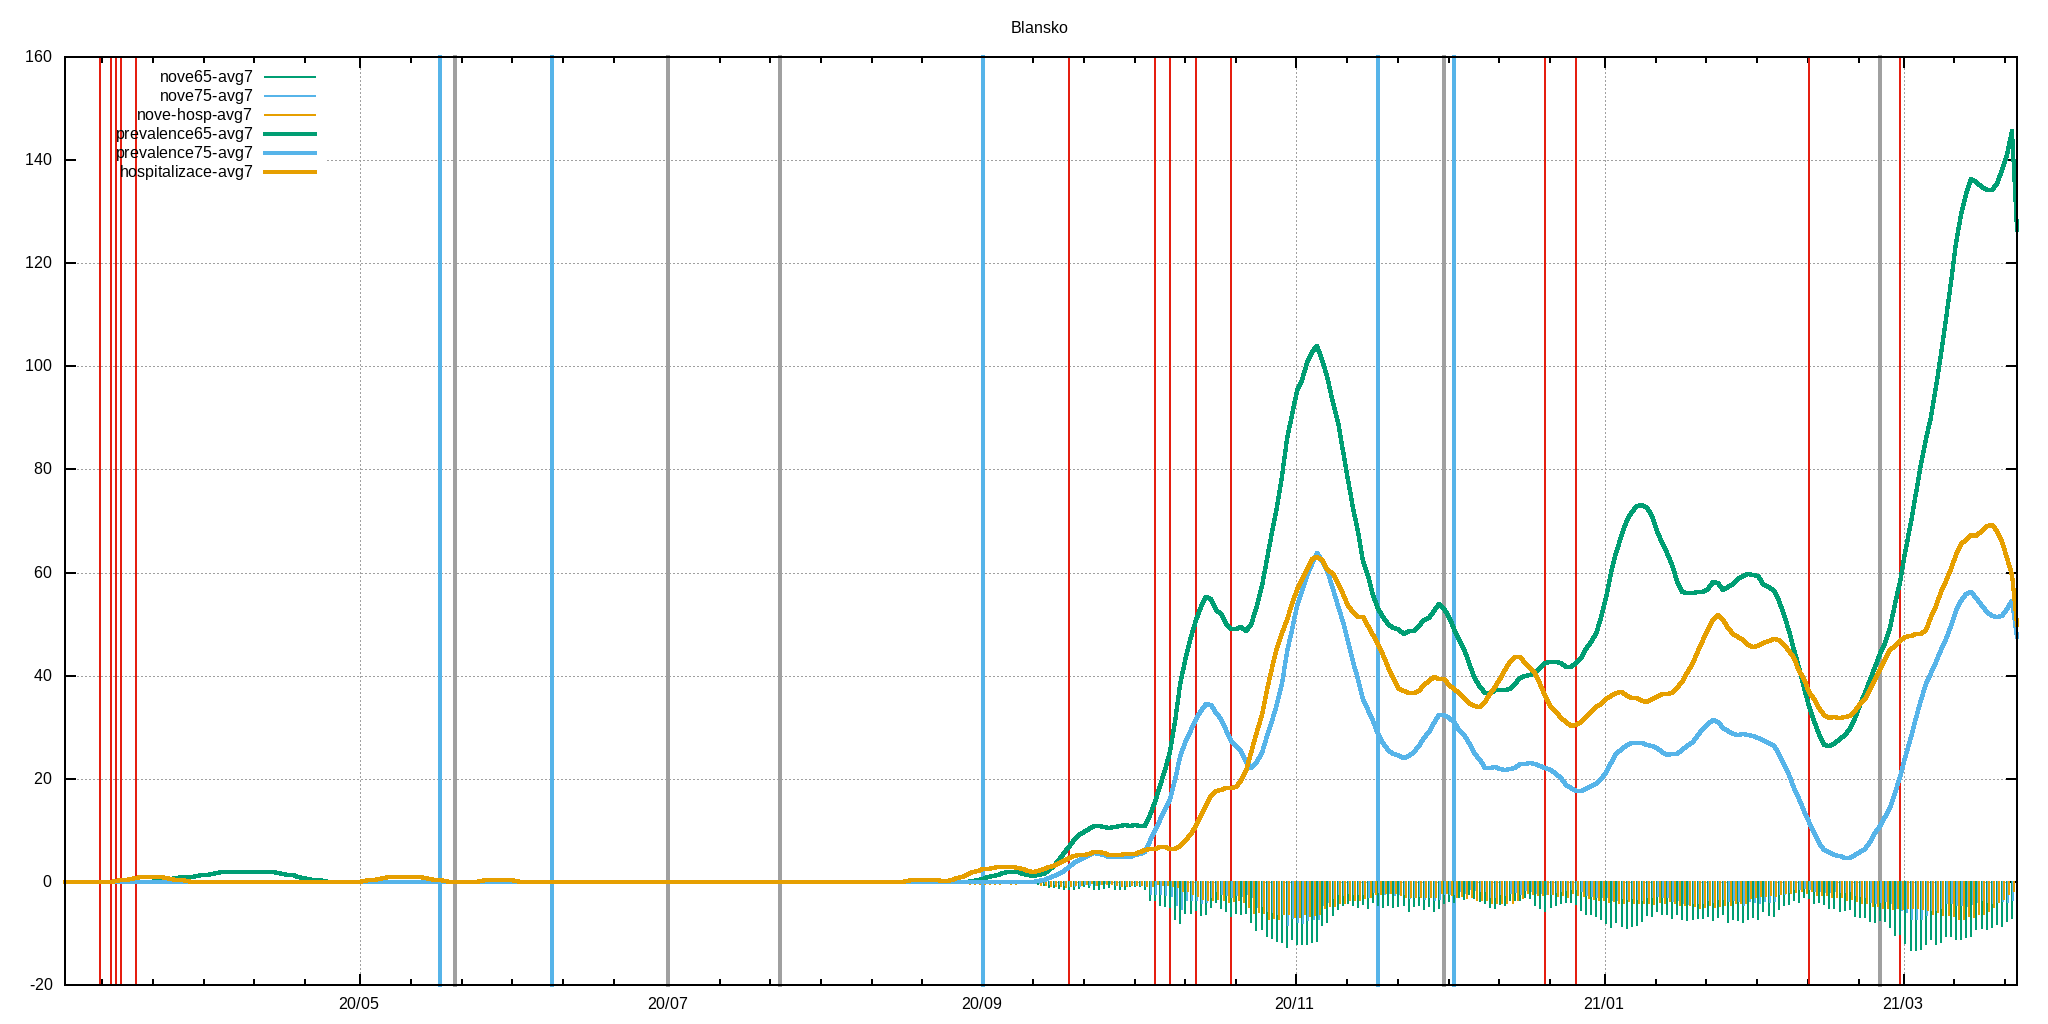 Blansko
160
140
120
100
80
60
40
20
0
-20
nove65-avg7
nove75-avg7
nove-hosp-avg7
prevalence65-avg7
prevalence75-avg7
hospitalizace-avg7
20/05 20/07 20/09 20/11 21/01 21/03